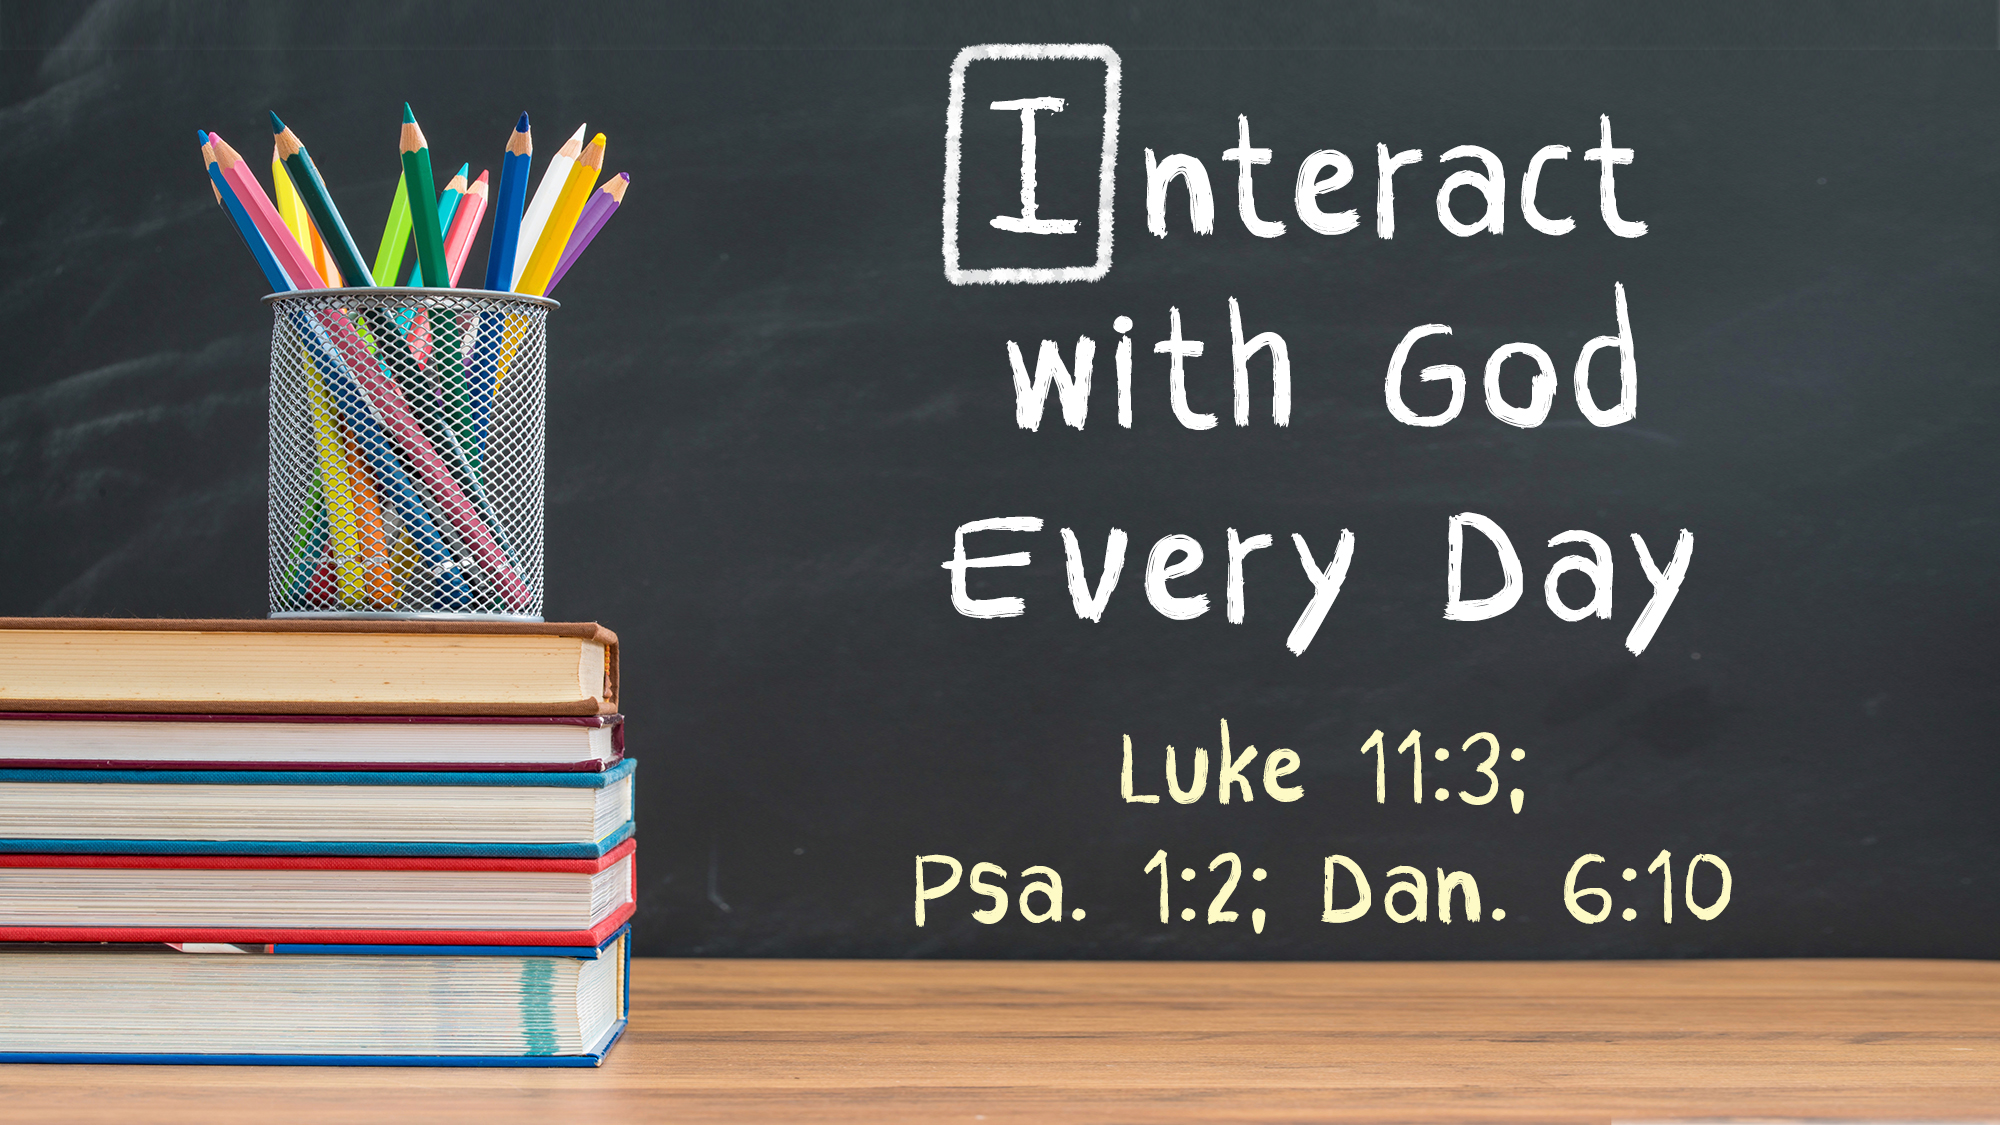 Interact
with God
Every Day
Luke 11:3;
Psa. 1:2; Dan. 6:10